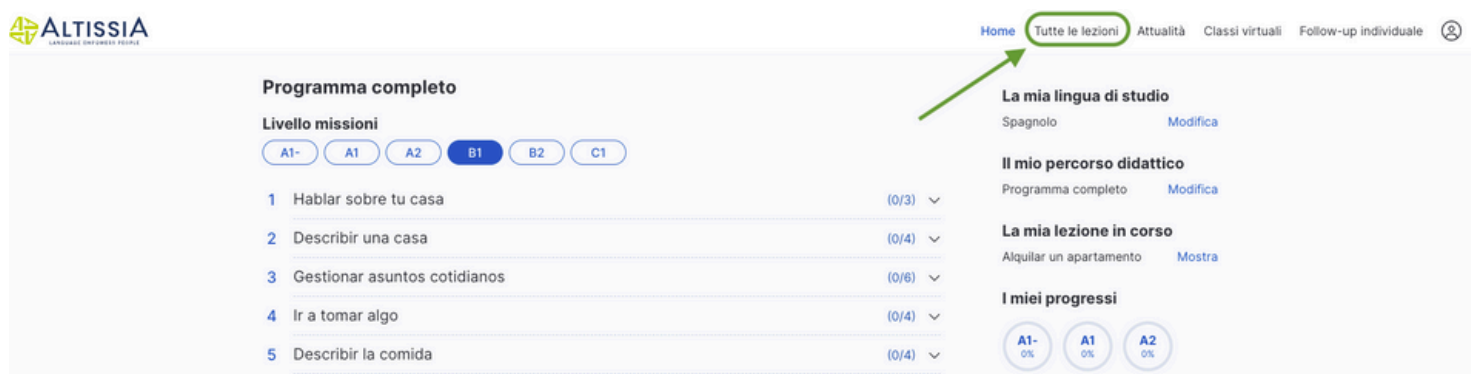 ALTISSIA
LANGUAGE EMPOWERS PEOPLE
Home Tutte le lezioni Attualità Classi virtuali Follow-up individuale
Programma completo
Livello missioni
A1- A1 A2 B1 B2 C1
1 Hablar sobre tu casa (0/3)
2 Describir una casa (0/4)
3 Gestionar asuntos cotidianos (0/6)
4 Ir a tomar algo (0/4)
5 Describir la comida (0/4)
La mia lingua di studio
Spagnolo Modifica
Il mio percorso didattico
Programma completo Modifica
La mia lezione in corso
Alquilar un apartamento Mostra
I miei progressi
A1- A1 A2
0% 0% 0%